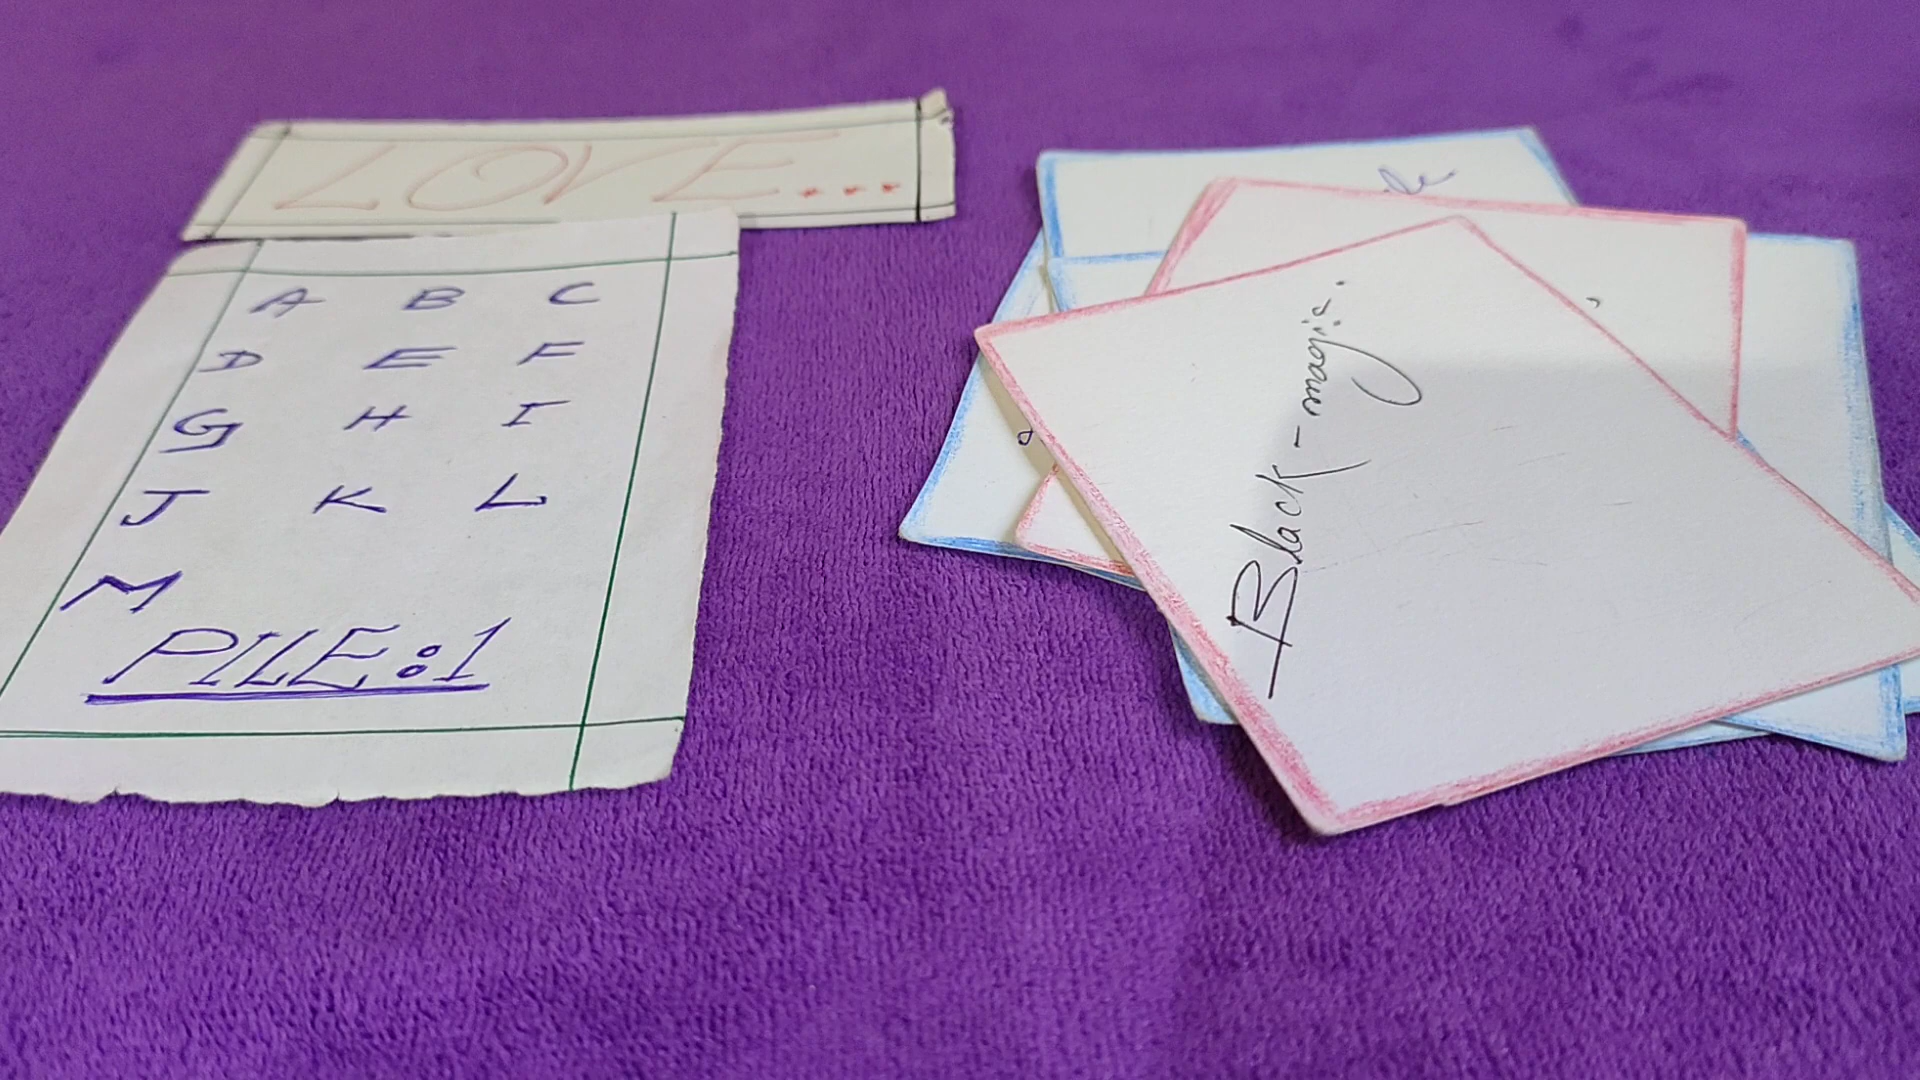 LOVE...
A B C
D E F
G H I
J K L
M
PILE:1
Black-magic.